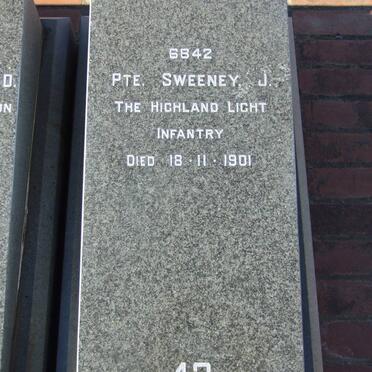 6842
PTE. SWEENEY, J.
THE HIGHLAND LIGHT
INFANTRY
DIED 18·11·1901
D.